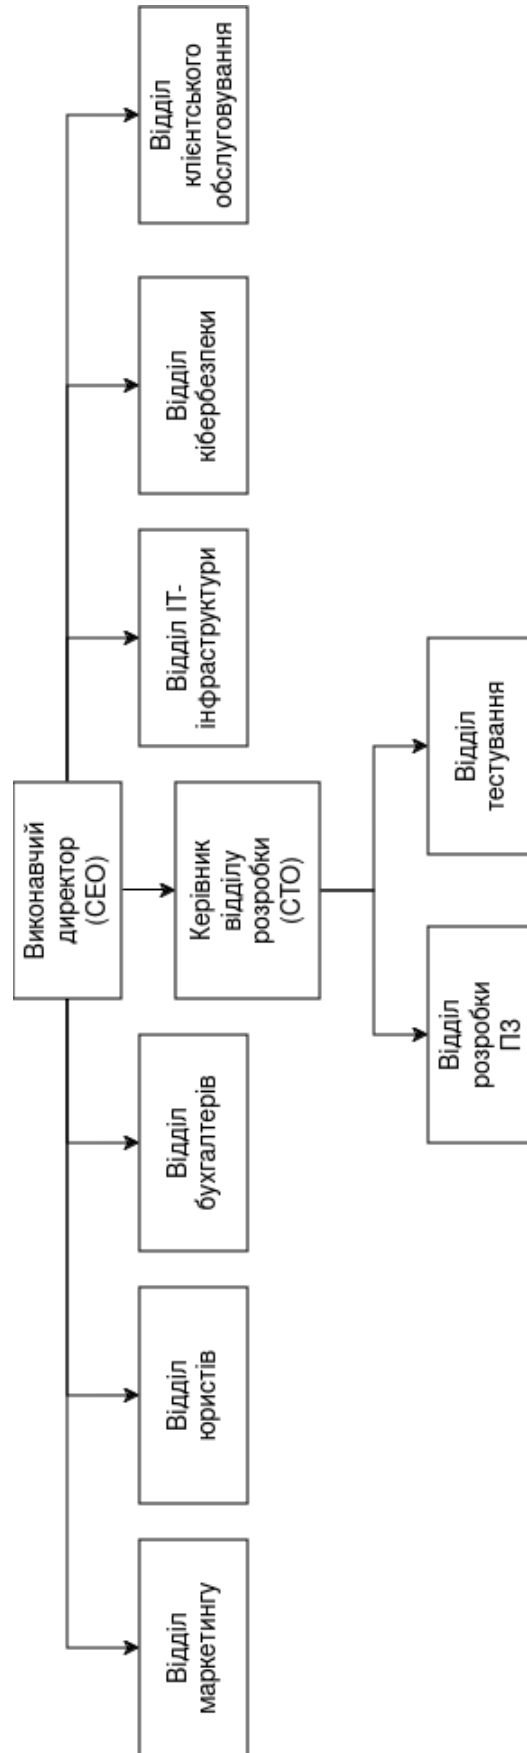 Виконавчий
директор
(CEO)
Відділ
маркетингу
Відділ
юристів
Відділ
бухгалтерів
Керівник
відділу
розробки
(CTO)
Відділ ІТ-
інфраструктури
Відділ
кібербезпеки
Відділ
клієнтського
обслуговування
Відділ
розробки
ПЗ
Відділ
тестування